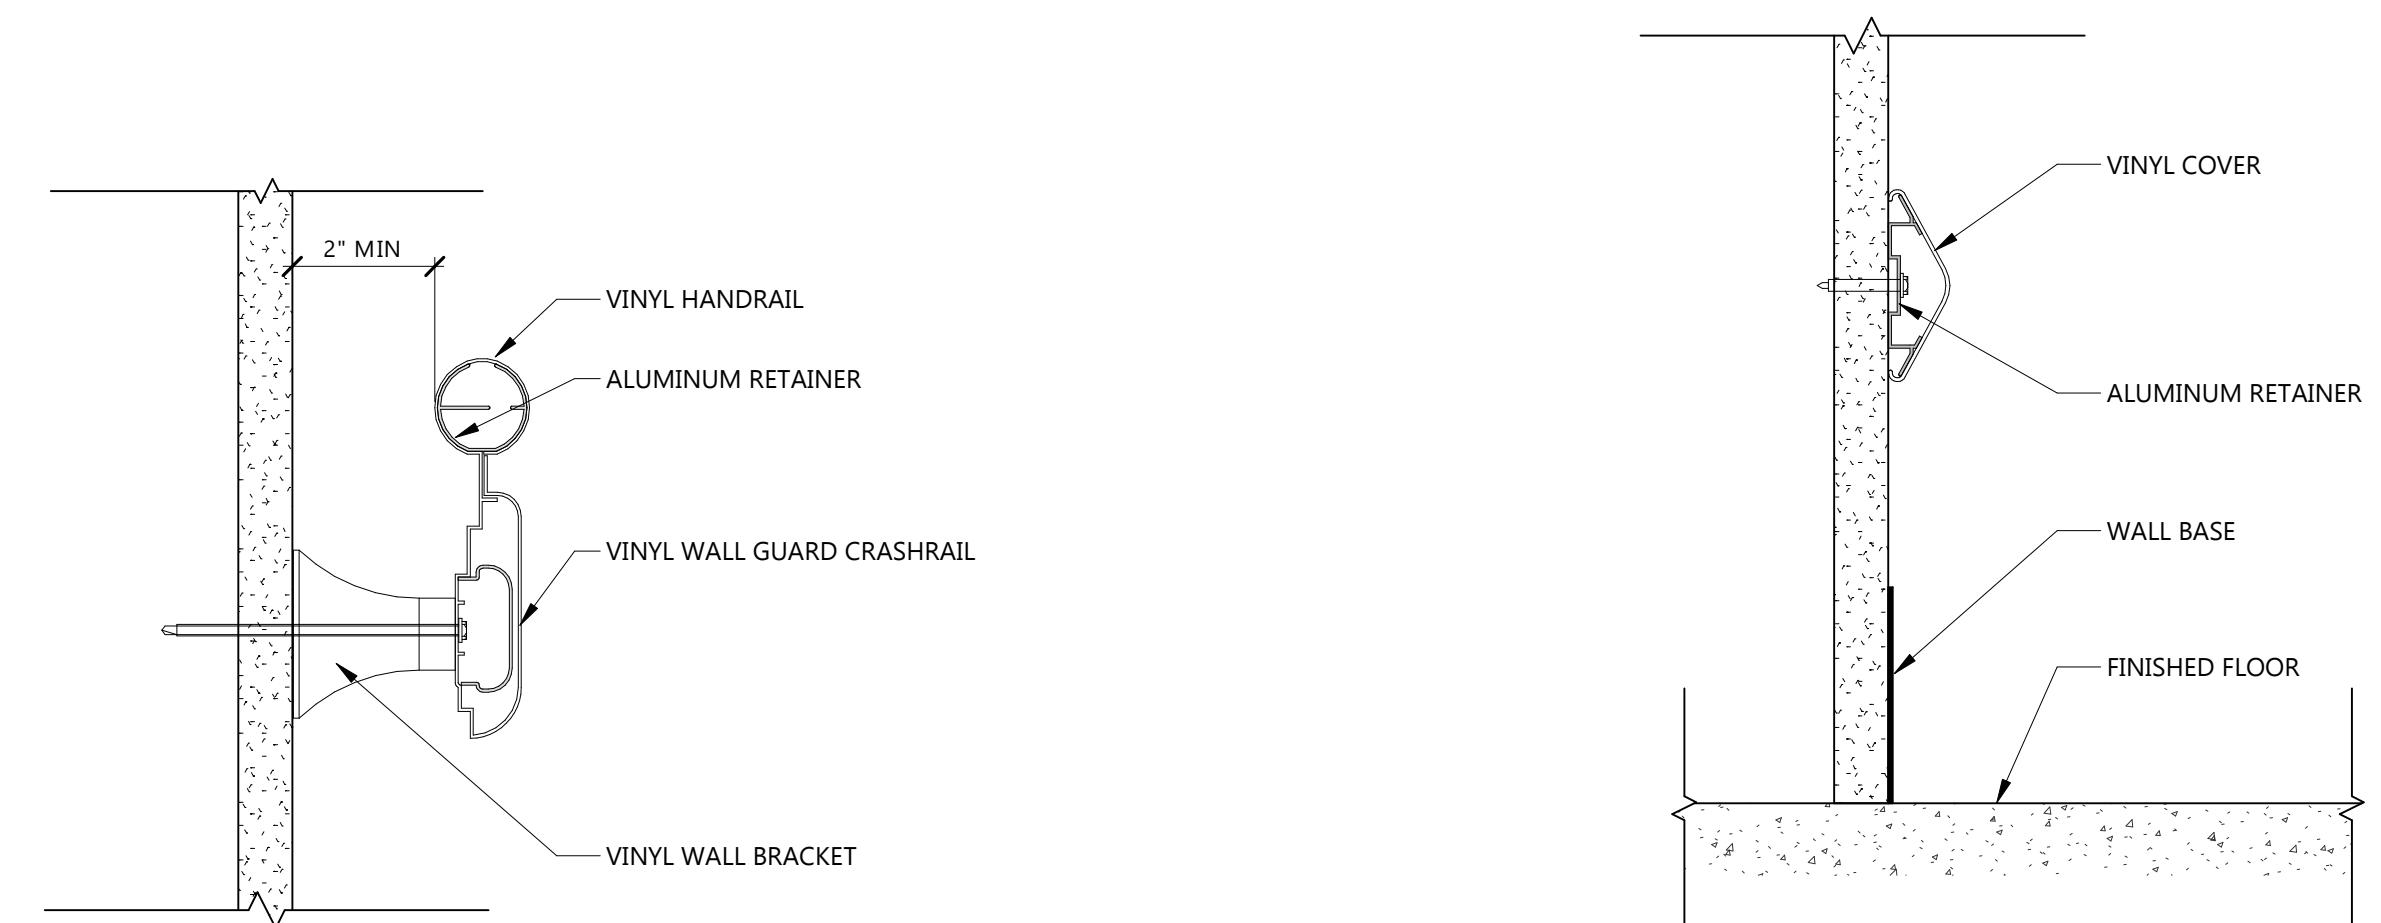 2" MIN
VINYL HANDRAIL
ALUMINUM RETAINER
VINYL WALL GUARD CRASHRAIL
VINYL WALL BRACKET
VINYL COVER
ALUMINUM RETAINER
WALL BASE
FINISHED FLOOR